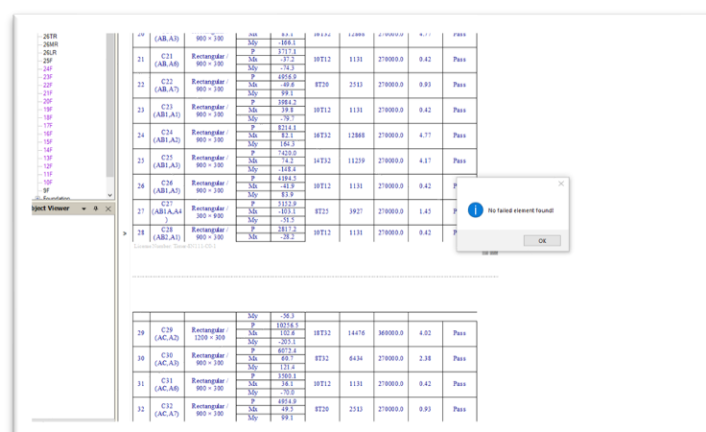 26TR
26MR
26LR
25F
24F
23F
22F
21F
20F
19F
18F
17F
16F
15F
14F
13F
12F
11F
10F
9F
Foundation
oject Viewer
20 (AB, A3) 900 × 300 Mx 83.1 16T32 12868 270000.0 4.77 Pass
My -166.1
21 C21 (AB, A6) Rectangular / 900 × 300 P 3717.1 10T12 1131 270000.0 0.42 Pass
Mx -37.2
My -74.3
22 C22 (AB, A7) Rectangular / 900 × 300 P 4956.9 8T20 2513 270000.0 0.93 Pass
Mx -49.6
My 99.1
23 C23 (AB1, A1) Rectangular / 900 × 300 P 3984.2 10T12 1131 270000.0 0.42 Pass
Mx 39.8
My -79.7
24 C24 (AB1, A2) Rectangular / 900 × 300 P 8214.1 16T32 12868 270000.0 4.77 Pass
Mx 82.1
My 164.3
25 C25 (AB1, A3) Rectangular / 900 × 300 P 7420.0 14T32 11259 270000.0 4.17 Pass
Mx 74.2
My -148.4
26 C26 (AB1, A5) Rectangular / 900 × 300 P 4194.5 10T12 1131 270000.0 0.42 P
Mx -41.9
My 83.9
27 C27 (AB1A, A4) Rectangular / 300 × 900 P 5152.9 8T25 3927 270000.0 1.45 P
Mx -103.1
My -51.5
28 C28 (AB2, A1) Rectangular / 900 × 300 P 2817.2 10T12 1131 270000.0 0.42 P
Mx -28.2
No failed element found!
OK
My -56.3
29 C29 (AC, A2) Rectangular / 1200 × 300 P 10256.5 18T32 14476 360000.0 4.02 Pass
Mx 102.6
My -205.1
30 C30 (AC, A3) Rectangular / 900 × 300 P 6072.4 8T32 6434 270000.0 2.38 Pass
Mx 60.7
My 121.4
31 C31 (AC, A6) Rectangular / 900 × 300 P 3500.1 10T12 1131 270000.0 0.42 Pass
Mx 36.1
My -70.0
32 C32 (AC, A7) Rectangular / 900 × 300 P 4954.9 8T20 2513 270000.0 0.93 Pass
Mx 49.3
My 99.1